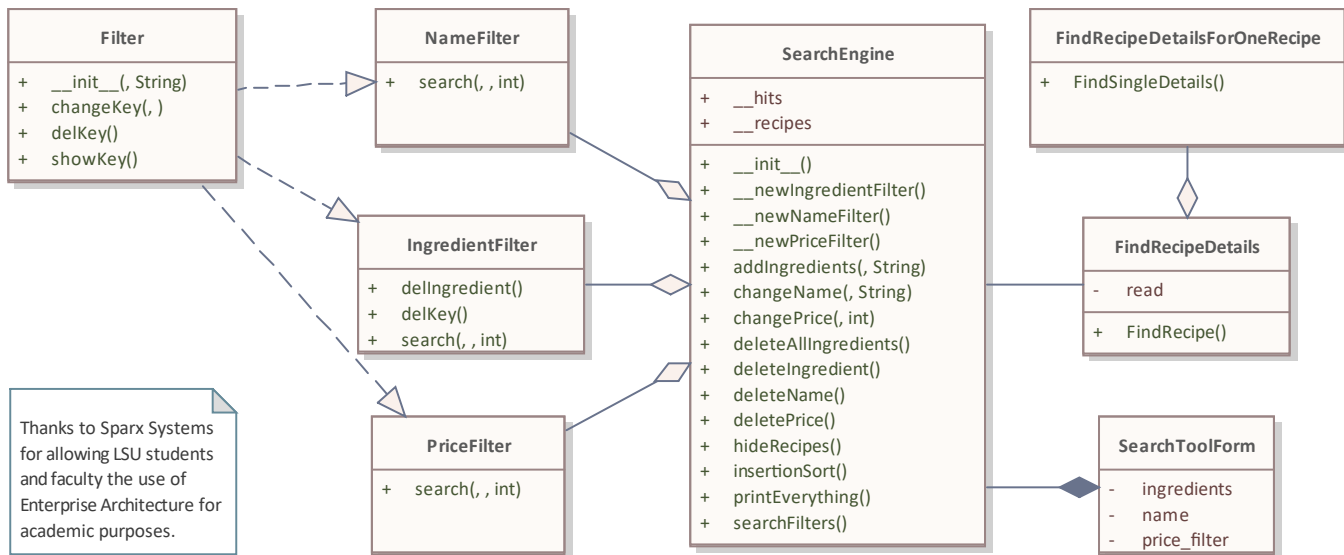 Filter
+ __init__(, String)
+ changeKey(, )
+ delKey()
+ showKey()
NameFilter
+ search(, , int)
IngredientFilter
+ delIngredient()
+ delKey()
+ search(, , int)
PriceFilter
+ search(, , int)
SearchEngine
+ __hits
+ __recipes
+ __init__()
+ __newIngredientFilter()
+ __newNameFilter()
+ __newPriceFilter()
+ addIngredients(, String)
+ changeName(, String)
+ changePrice(, int)
+ deleteAllIngredients()
+ deleteIngredient()
+ deleteName()
+ deletePrice()
+ hideRecipes()
+ insertionSort()
+ printEverything()
+ searchFilters()
FindRecipeDetailsForOneRecipe
+ FindSingleDetails()
FindRecipeDetails
- read
+ FindRecipe()
SearchToolForm
- ingredients
- name
- price_filter
Thanks to Sparx Systems
for allowing LSU students
and faculty the use of
Enterprise Architecture for
academic purposes.